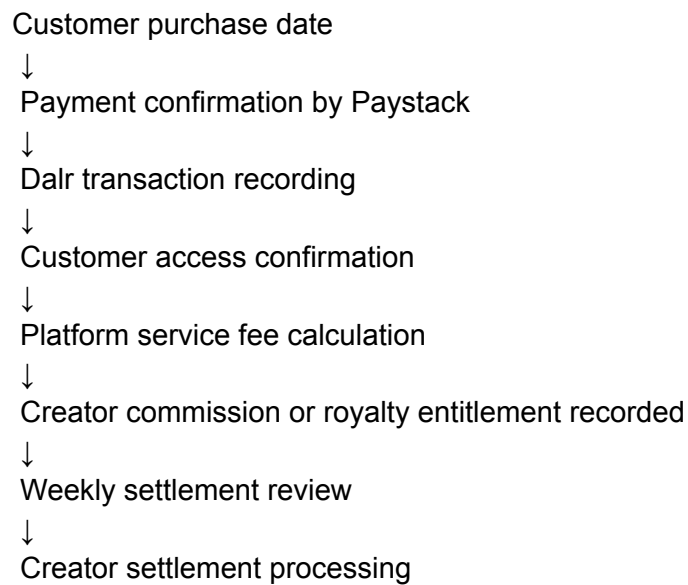 Customer purchase date
↓
Payment confirmation by Paystack
↓
Dalr transaction recording
↓
Customer access confirmation
↓
Platform service fee calculation
↓
Creator commission or royalty entitlement recorded
↓
Weekly settlement review
↓
Creator settlement processing